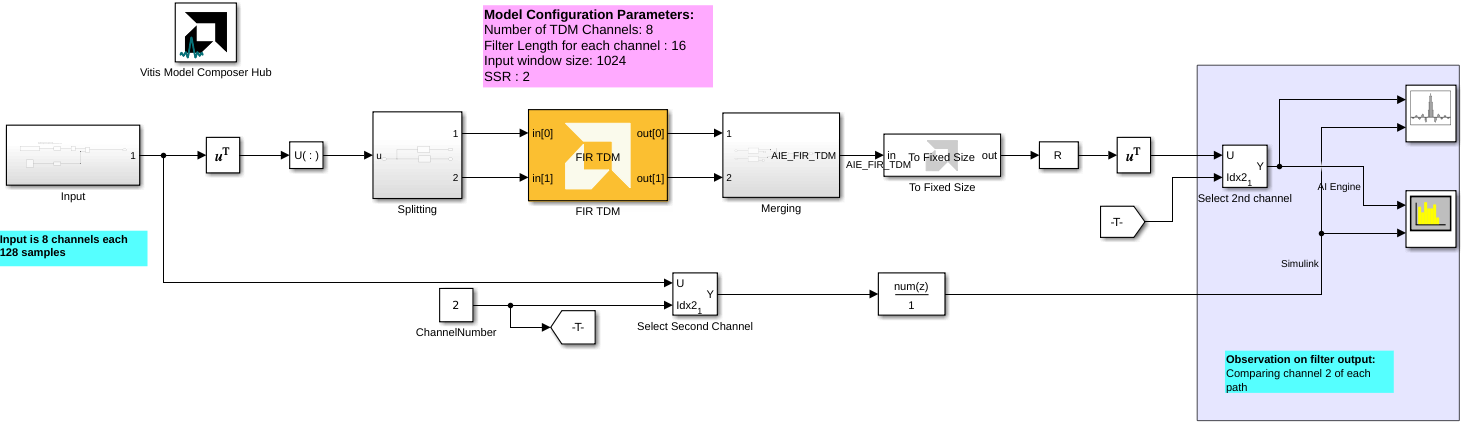 Model Configuration Parameters:
Number of TDM Channels: 8
Filter Length for each channel : 16
Input window size: 1024
SSR : 2
Vitis Model Composer Hub
1
Input
uT
U( : )
u
1
2
Splitting
in[0]
in[1]
FIR TDM
out[0]
out[1]
FIR TDM
1
2
AIE_FIR_TDM
Merging
AIE_FIR_TDM
in
To Fixed Size
out
To Fixed Size
R
uT
U
Idx2
1
Y
Select 2nd channel
-T-
AI Engine
Simulink
Input is 8 channels each
128 samples
2
ChannelNumber
-T-
U
Idx2
1
Y
Select Second Channel
num(z)
1
Observation on filter output:
Comparing channel 2 of each
path